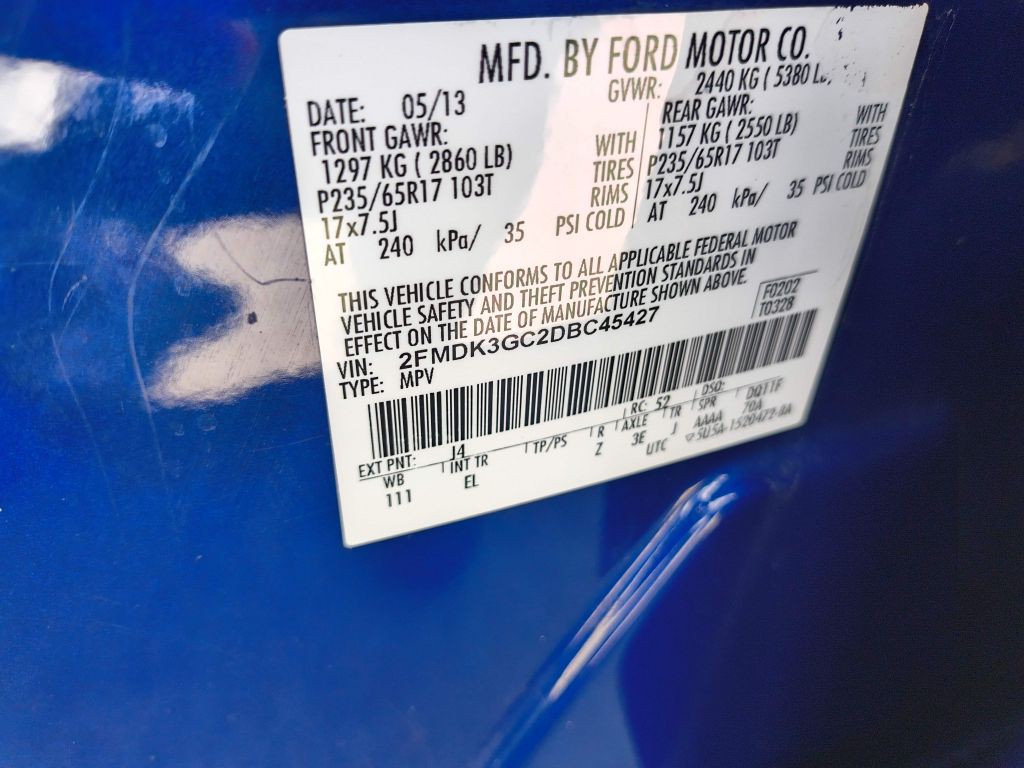 MFD. BY FORD MOTOR CO.
DATE: 05/13 GVWR: 2440 KG ( 5380
FRONT GAWR: REAR GAWR:
1297 KG ( 2860 LB) WITH 1157 KG ( 2550 LB) WITH
P235/65R17 103T TIRES P235/65R17 103T TIRES
17x7.5J RIMS 17x7.5J RIMS
AT 240 kPa/ 35 PSI COLD AT 240 kPa/ 35 PSI COLD
THIS VEHICLE CONFORMS TO ALL APPLICABLE FEDERAL MOTOR
VEHICLE SAFETY AND THEFT PREVENTION STANDARDS IN
EFFECT ON THE DATE OF MANUFACTURE SHOWN ABOVE.
VIN: 2FMDK3GC2DBC45427 F0202
TYPE: MPV T0328
EXT PNT: J4 RC: 52 DSO:
WB INT TR TP/PS R AXLE TR SPR
111 EL Z 3E J AAAA 70A
UTC